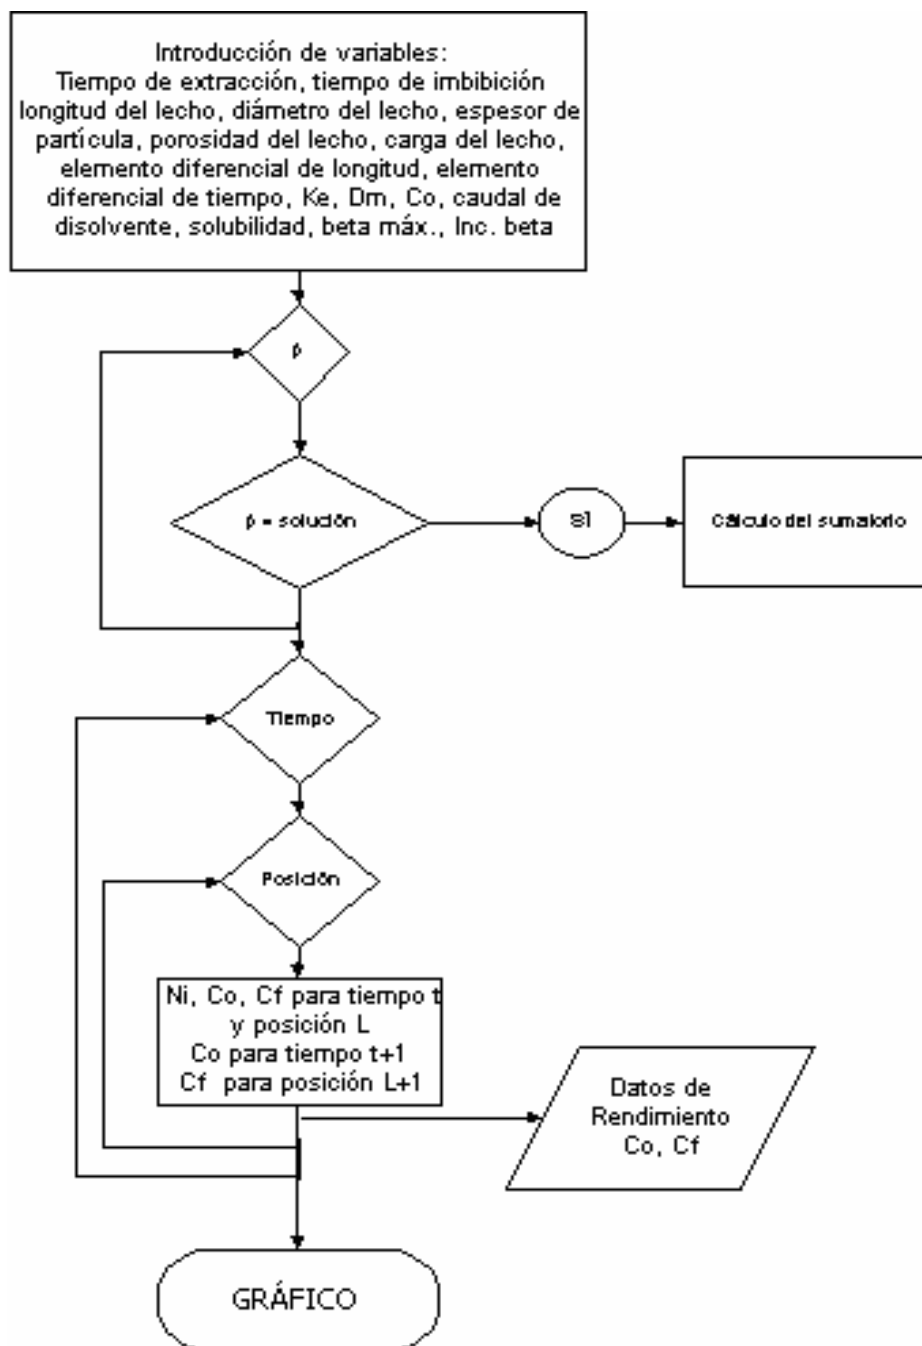 Introducción de variables:
Tiempo de extracción, tiempo de imbibición
longitud del lecho, diámetro del lecho, espesor de
partícula, porosidad del lecho, carga del lecho,
elemento diferencial de longitud, elemento
diferencial de tiempo, Ke, Dm, Co, caudal de
disolvente, solubilidad, beta máx., Inc. beta
β
β = solución
SI
Cálculo del sumatorio
Tiempo
Posición
Ni, Co, Cf para tiempo t
y posición L
Co para tiempo t+1
Cf para posición L+1
Datos de
Rendimiento
Co, Cf
GRÁFICO